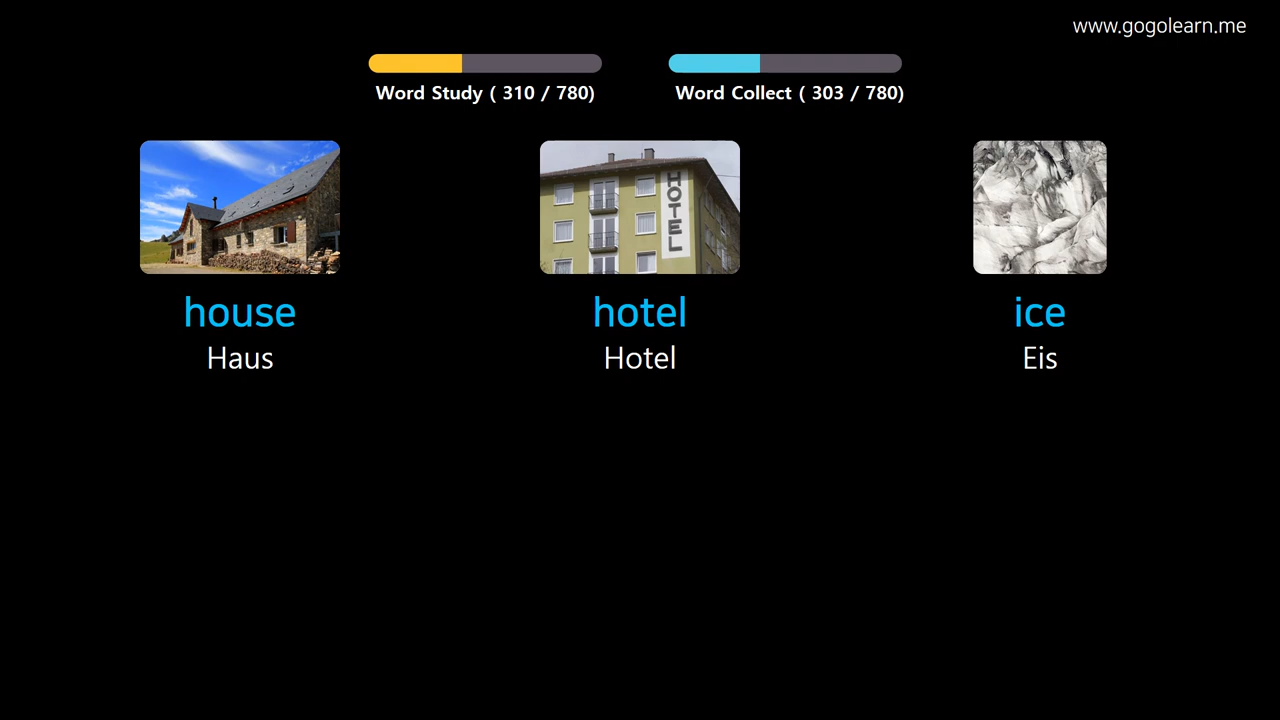 www.gogolearn.me
Word Study ( 310 / 780)
Word Collect ( 303 / 780)
HOTEL
house
hotel
ice
Haus
Hotel
Eis